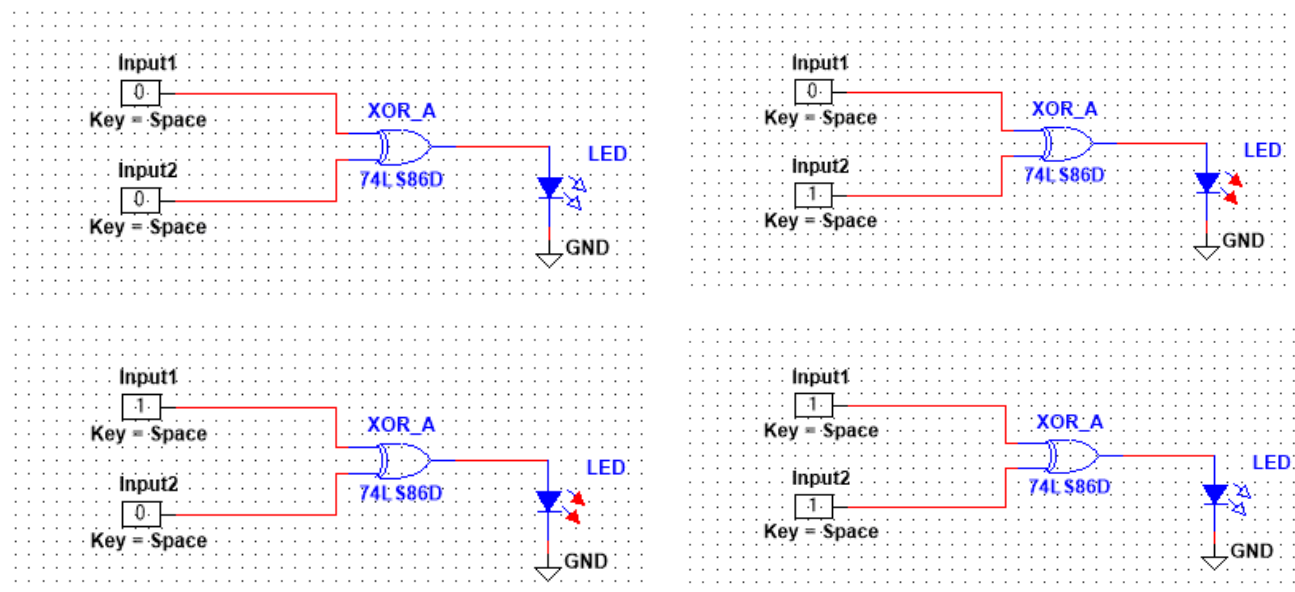 Input1
0
Key = Space
XOR_A
LED
Input2
74LS86D
0
Key = Space
GND
Input1
0
Key = Space
XOR_A
LED
Input2
74LS86D
1
Key = Space
GND
Input1
1
Key = Space
XOR_A
LED
Input2
74LS86D
0
Key = Space
GND
Input1
1
Key = Space
XOR_A
LED
Input2
74LS86D
1
Key = Space
GND